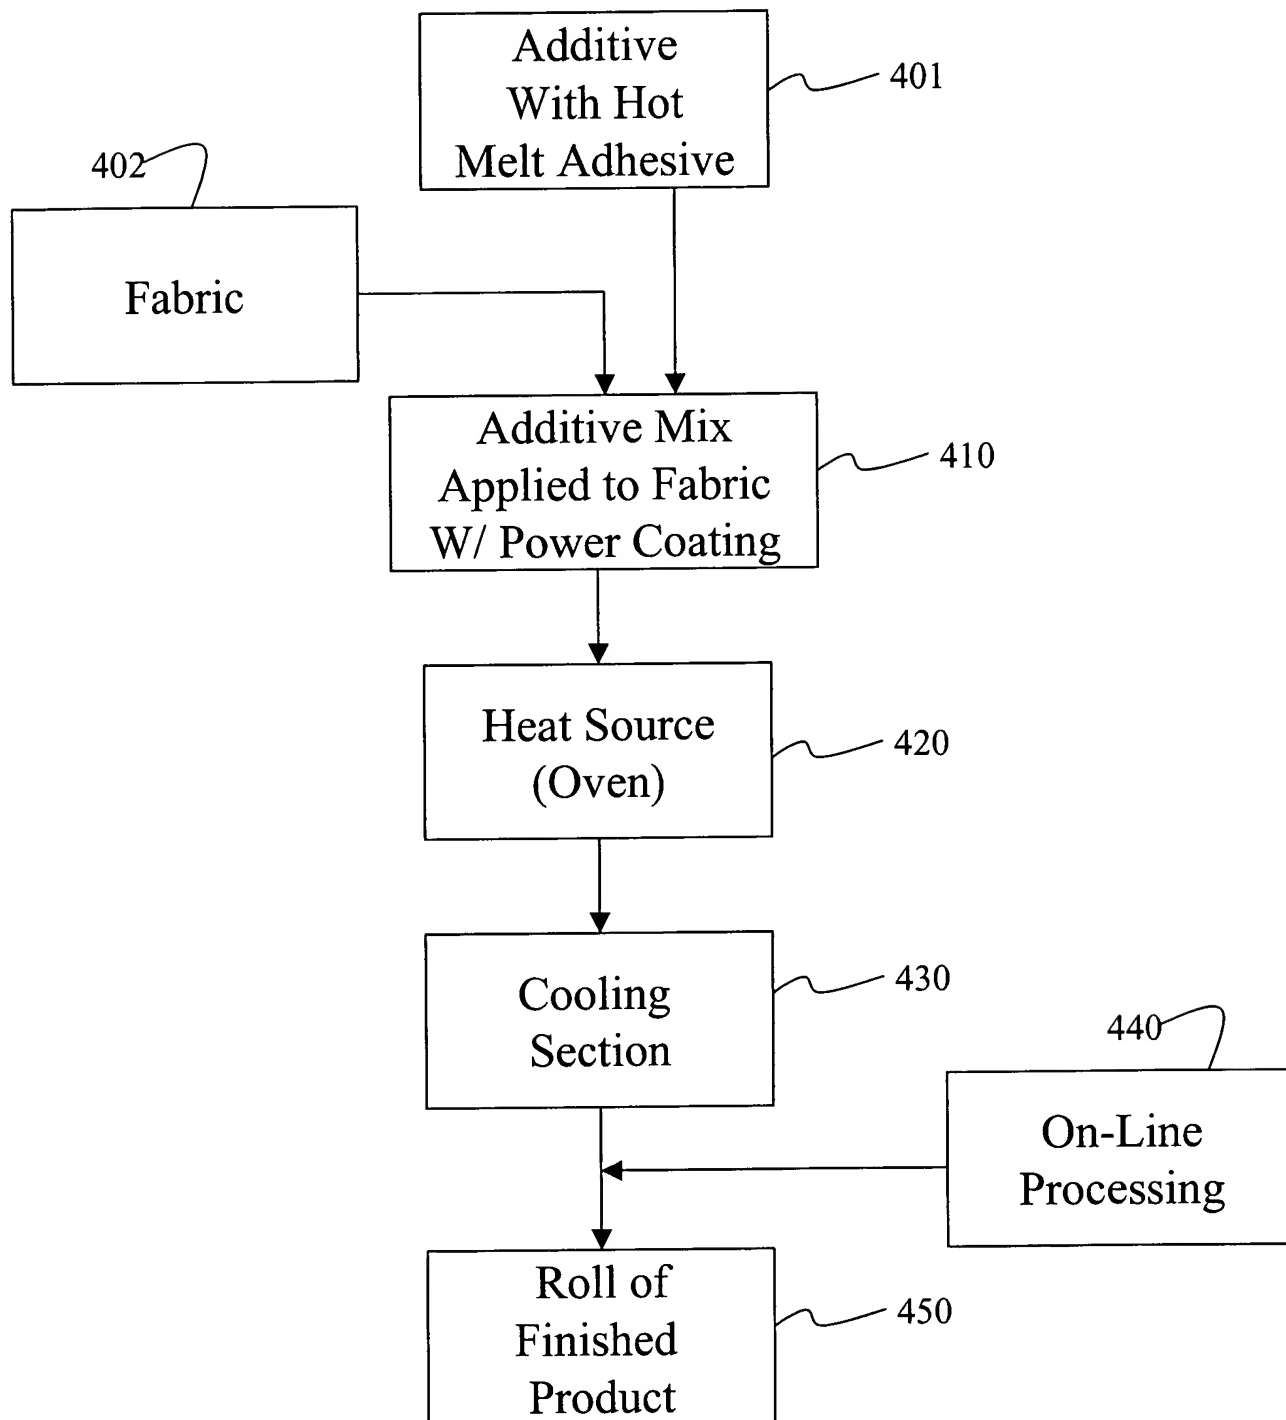 Additive
With Hot
Melt Adhesive
401
402
Fabric
Additive Mix
Applied to Fabric
W/ Power Coating
410
Heat Source
(Oven)
420
Cooling
Section
430
440
On-Line
Processing
Roll of
Finished
Product
450